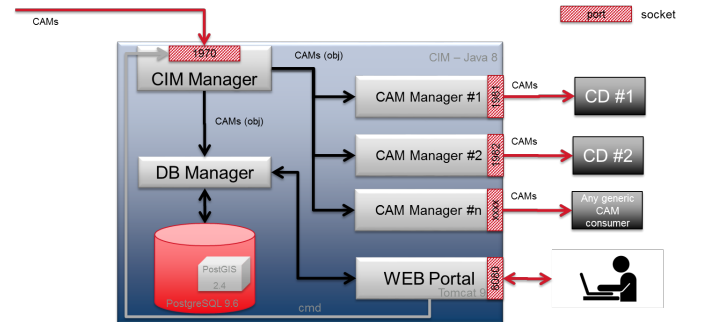 port
socket
CAMs
1970
CIM Manager
CAMs (obj)
CIM – Java 8
CAM Manager #1
1961
CAMs
CD #1
CAMs (obj)
CAM Manager #2
1962
CAMs
CD #2
DB Manager
CAM Manager #n
xxxx
CAMs
Any generic
CAM
consumer
PostGIS
2.4
PostgreSQL 9.6
WEB Portal
Tomcat 9
6060
cmd